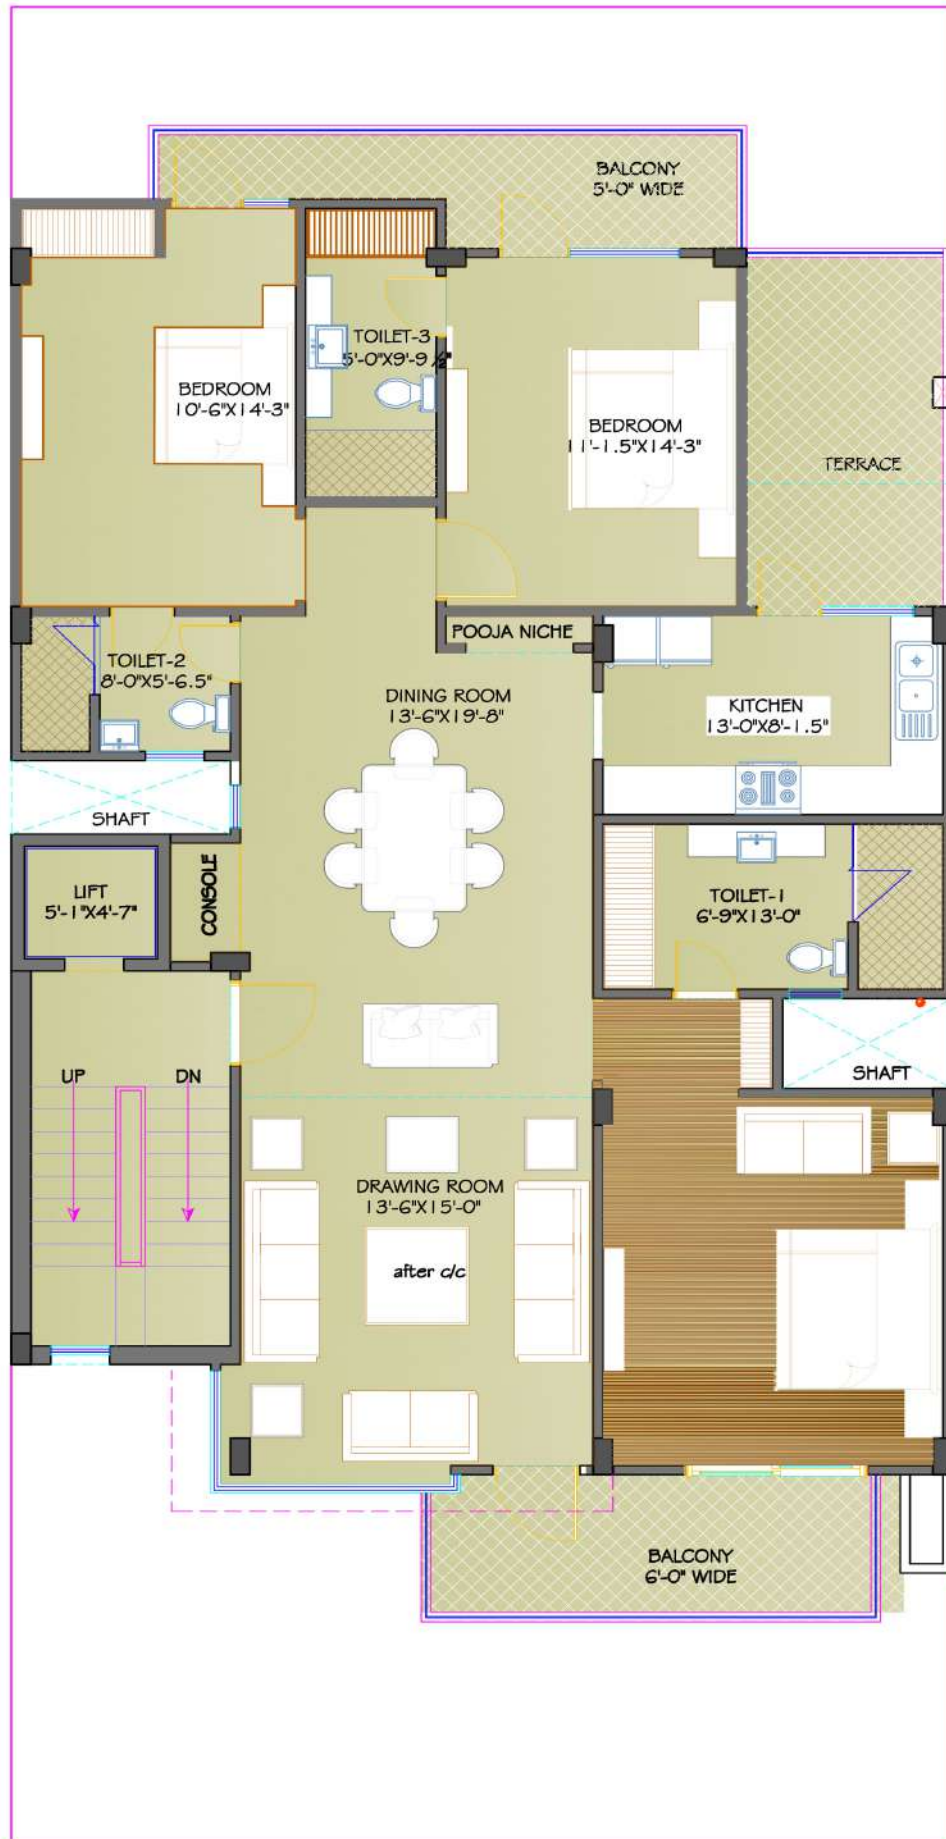 BALCONY
5'-0" WIDE
TOILET-3
5'-0"X9'-9 ½"
BEDROOM
10'-6"X14'-3"
BEDROOM
11'-1.5"X14'-3"
TERRACE
POOJA NICHE
TOILET-2
8'-0"X5'-6.5"
DINING ROOM
13'-6"X19'-8"
KITCHEN
13'-0"X8'-1.5"
SHAFT
CONSOLE
LIFT
5'-1"X4'-7"
TOILET-1
6'-9"X13'-0"
UP
DN
SHAFT
DRAWING ROOM
13'-6"X15'-0"
after c/c
BALCONY
6'-0" WIDE